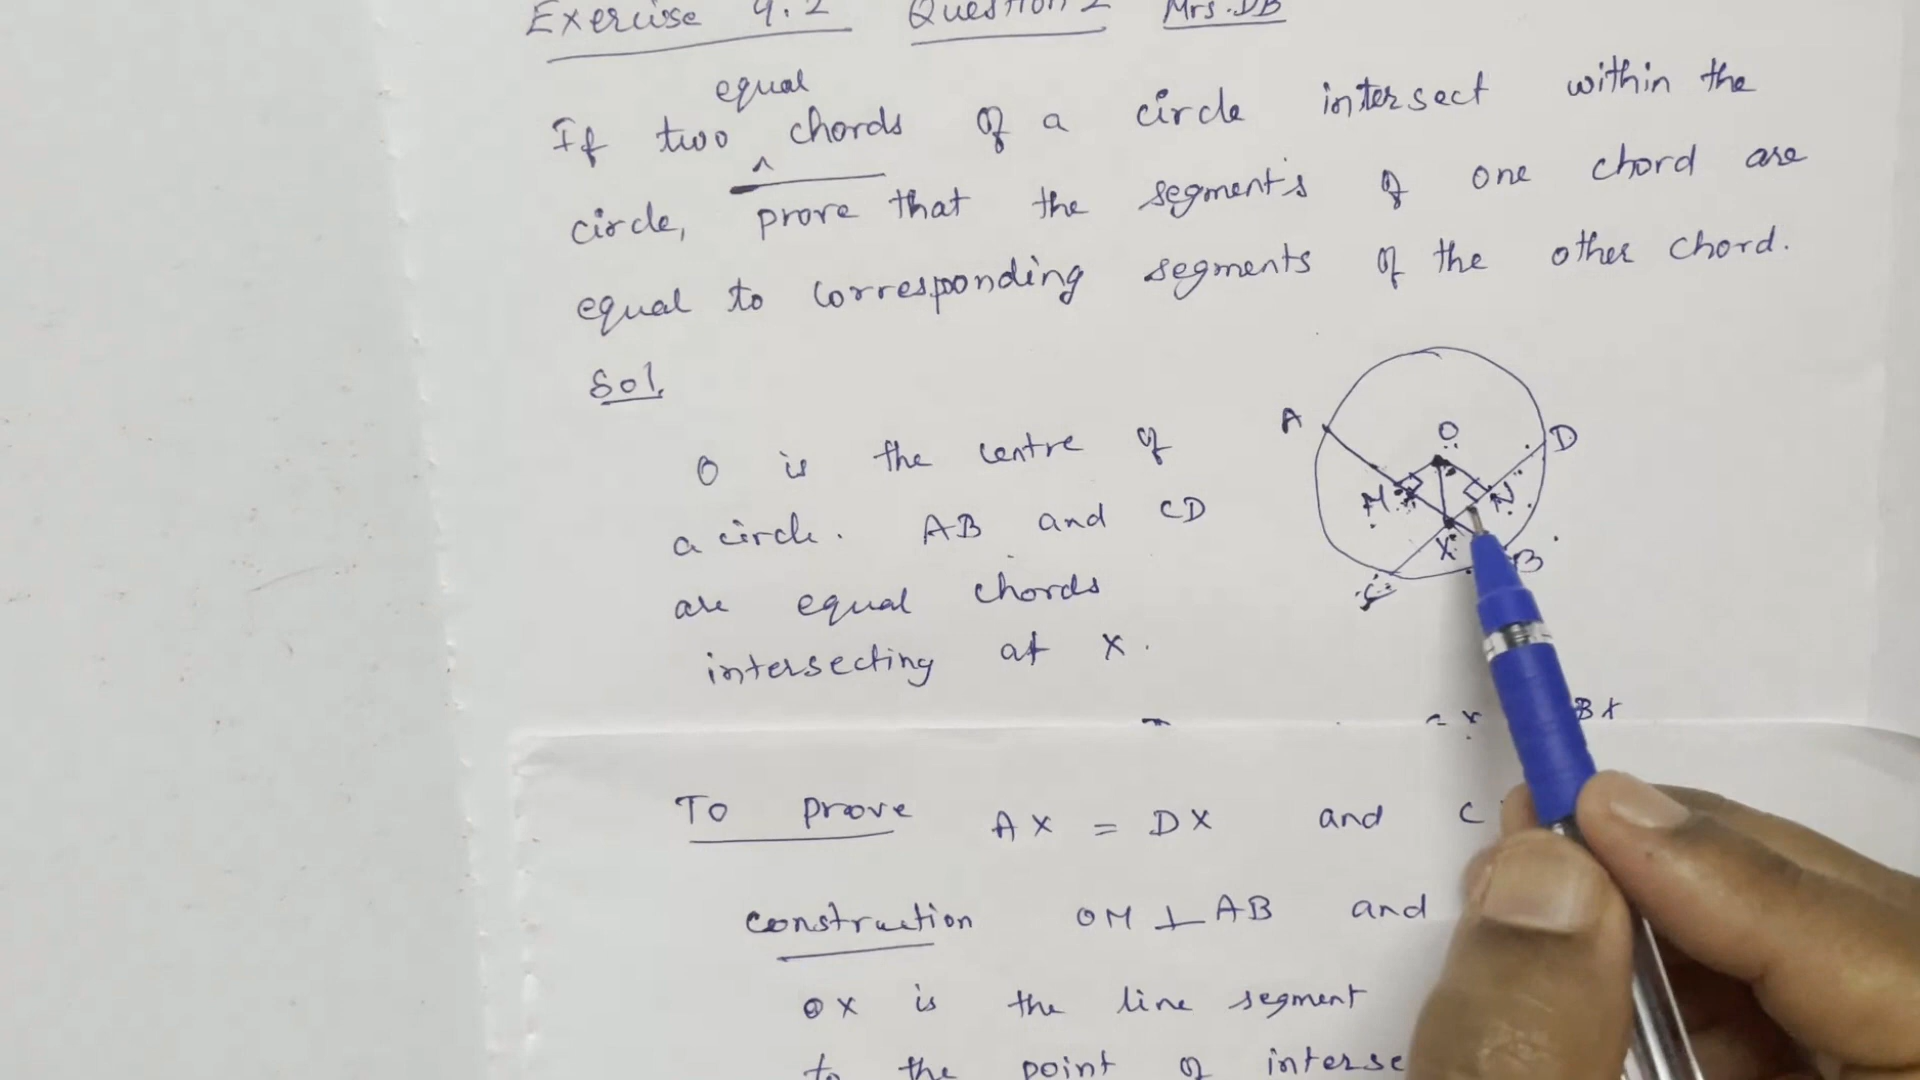 Exercise 9.2 Question 2 Mrs. DB
equal
If two ^ chords of a circle intersect within the
circle, prove that the segments of one chord are
equal to corresponding segments of the other chord.
Sol.
O is the centre of
a circle. AB and CD
are equal chords
intersecting at X.
A
O
D
M
N
X
B
C
= x
BX
To prove AX = DX and C
construction OM ⊥ AB and
OX is the line segment
to the point of interse